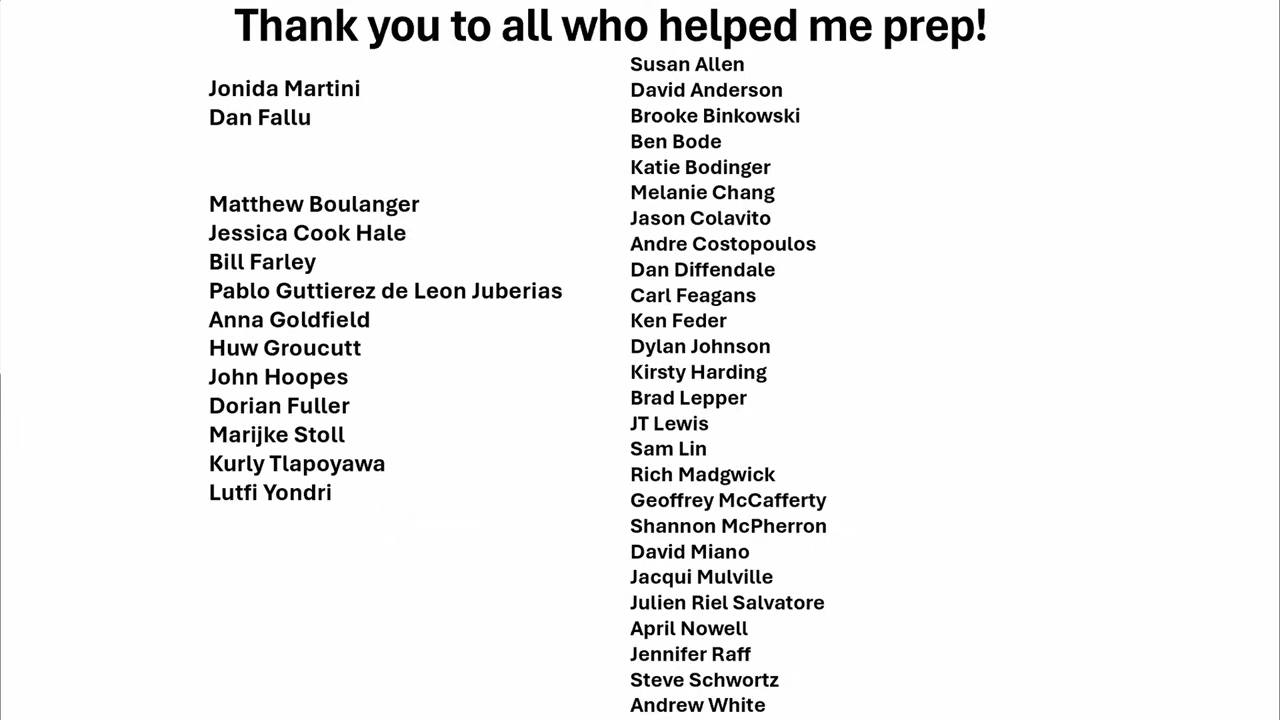 Thank you to all who helped me prep!
Jonida Martini
Dan Fallu
Matthew Boulanger
Jessica Cook Hale
Bill Farley
Pablo Guttierez de Leon Juberias
Anna Goldfield
Huw Groucutt
John Hoopes
Dorian Fuller
Marijke Stoll
Kurly Tlapoyawa
Lutfi Yondri
Susan Allen
David Anderson
Brooke Binkowski
Ben Bode
Katie Bodinger
Melanie Chang
Jason Colavito
Andre Costopoulos
Dan Diffendale
Carl Feagans
Ken Feder
Dylan Johnson
Kirsty Harding
Brad Lepper
JT Lewis
Sam Lin
Rich Madgwick
Geoffrey McCafferty
Shannon McPherron
David Miano
Jacqui Mulville
Julien Riel Salvatore
April Nowell
Jennifer Raff
Steve Schwortz
Andrew White